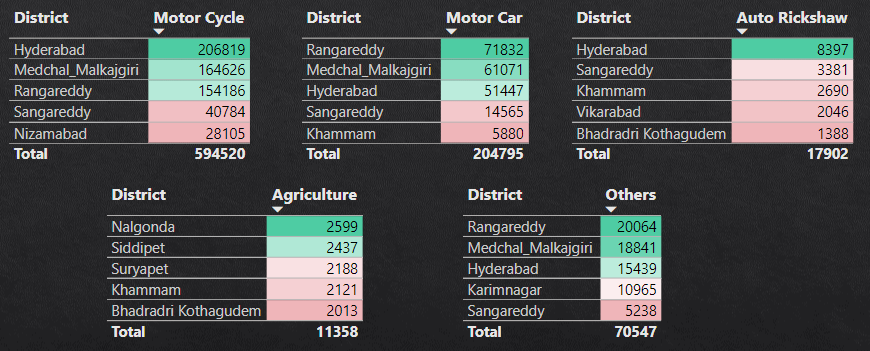 District Motor Cycle
Hyderabad 206819
Medchal_Malkajgiri 164626
Rangareddy 154186
Sangareddy 40784
Nizamabad 28105
Total 594520
District Motor Car
Rangareddy 71832
Medchal_Malkajgiri 61071
Hyderabad 51447
Sangareddy 14565
Khammam 5880
Total 204795
District Auto Rickshaw
Hyderabad 8397
Sangareddy 3381
Khammam 2690
Vikarabad 2046
Bhadradri Kothagudem 1388
Total 17902
District Agriculture
Nalgonda 2599
Siddipet 2437
Suryapet 2188
Khammam 2121
Bhadradri Kothagudem 2013
Total 11358
District Others
Rangareddy 20064
Medchal_Malkajgiri 18841
Hyderabad 15439
Karimnagar 10965
Sangareddy 5238
Total 70547